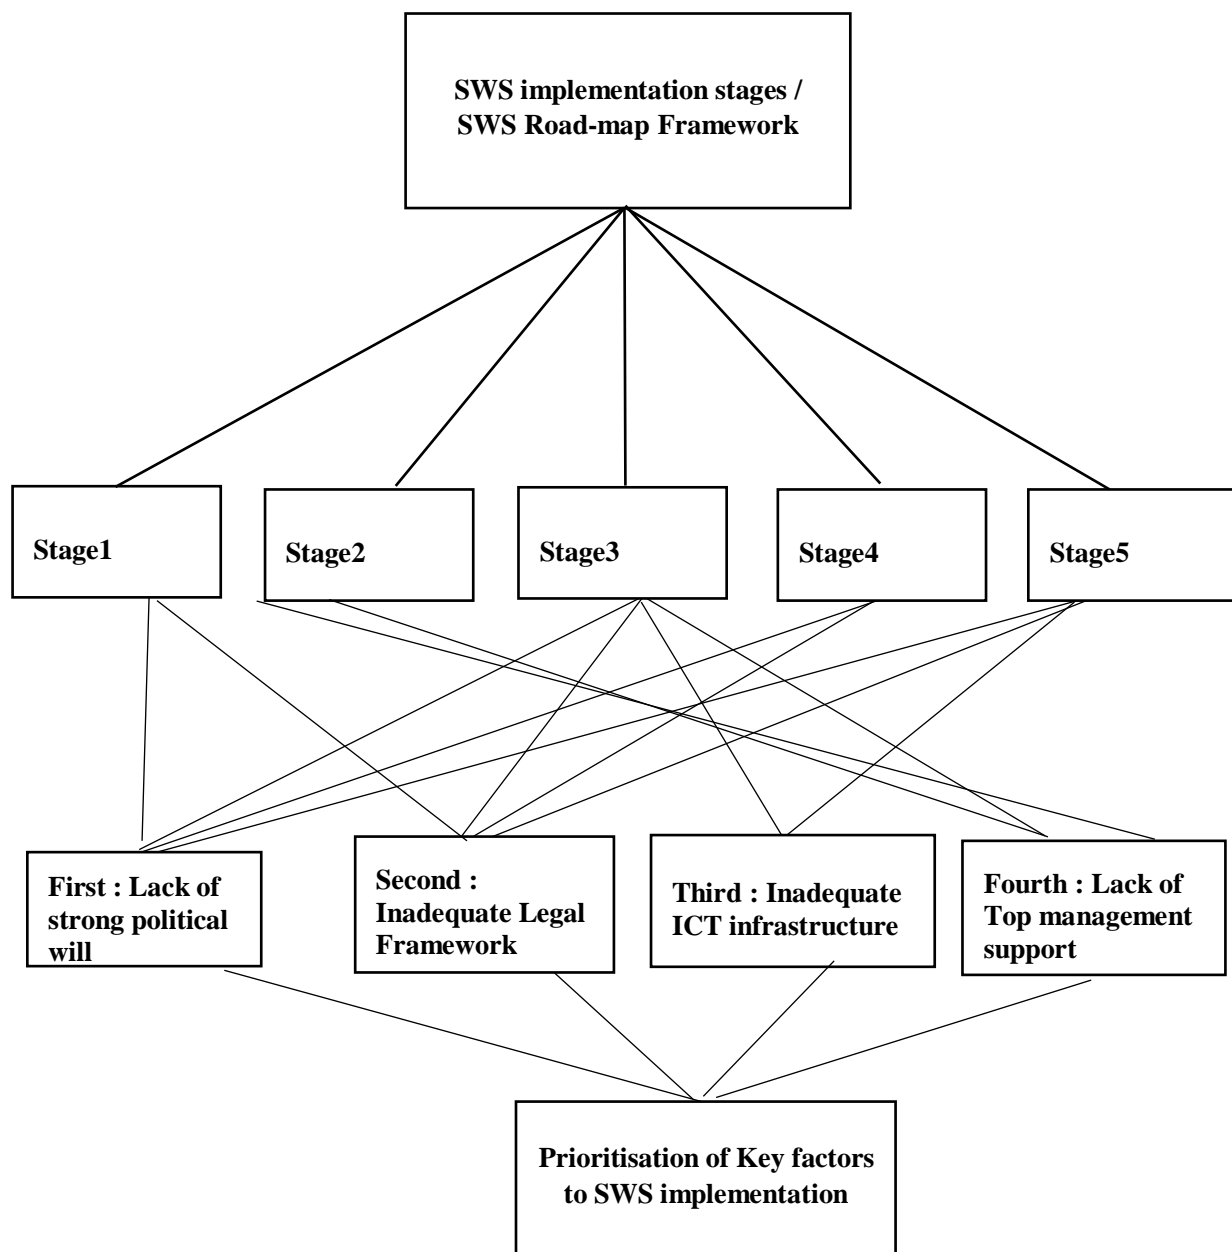 SWS implementation stages /
SWS Road-map Framework
Stage1
Stage2
Stage3
Stage4
Stage5
First : Lack of
strong political
will
Second :
Inadequate Legal
Framework
Third : Inadequate
ICT infrastructure
Fourth : Lack of
Top management
support
Prioritisation of Key factors
to SWS implementation